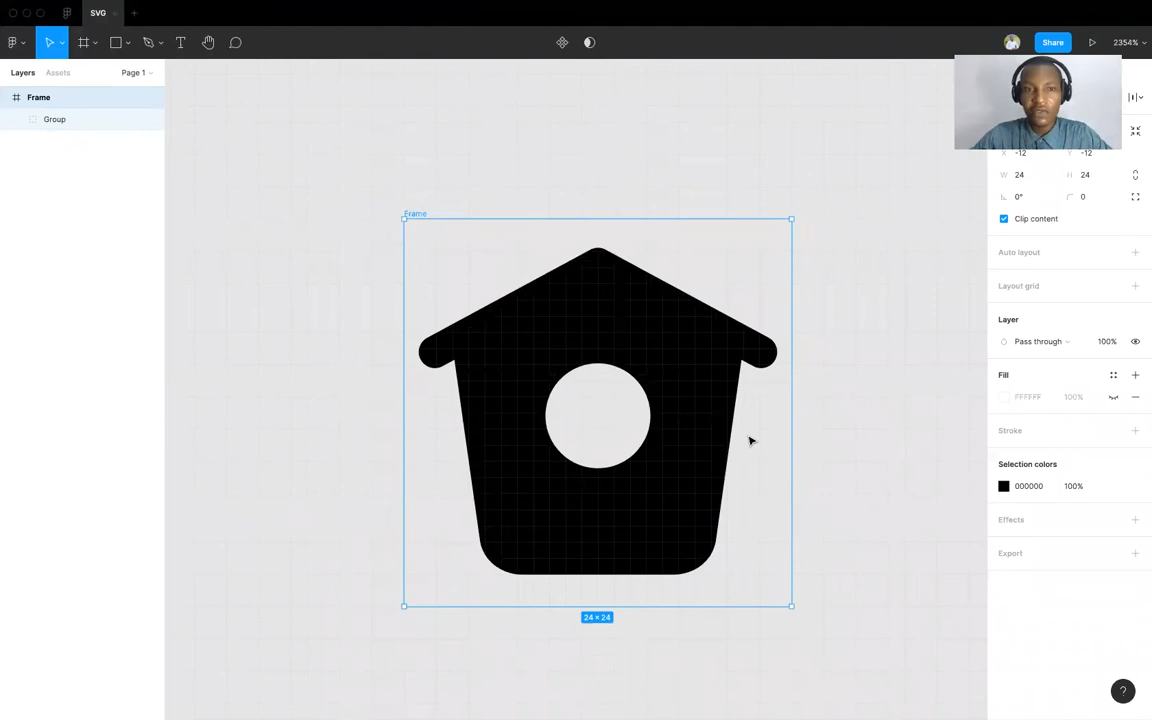 SVG
Share
2354%
Layers Assets Page 1
Frame
Group
Frame
X -12 Y -12
W 24 H 24
0° 0
Clip content
Auto layout
Layout grid
Layer
Pass through 100%
Fill
FFFFFF 100%
Stroke
Selection colors
000000 100%
Effects
Export
24 × 24
?